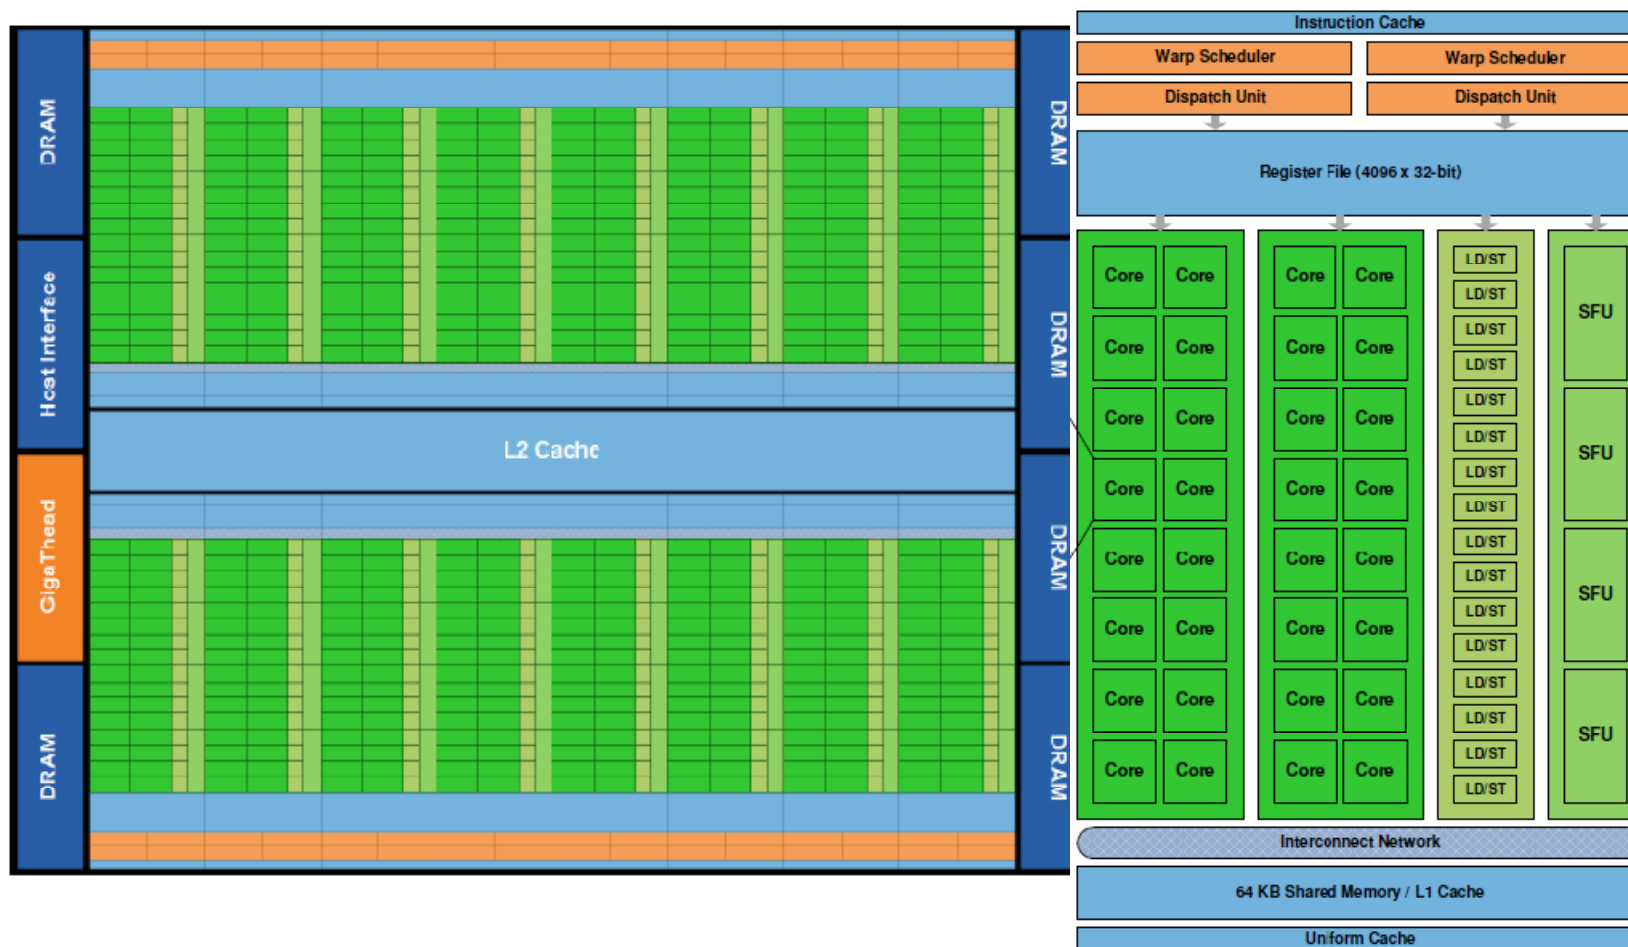 DRAM
Host Interface
GigaThead
DRAM
L2 Cache
DRAM
DRAM
DRAM
DRAM
Instruction Cache
Warp Scheduler
Warp Scheduler
Dispatch Unit
Dispatch Unit
Register File (4096 x 32-bit)
Core Core Core Core LD/ST
LD/ST
SFU
Core Core Core Core LD/ST
LD/ST
Core Core Core Core LD/ST
LD/ST
SFU
Core Core Core Core LD/ST
LD/ST
Core Core Core Core LD/ST
LD/ST
SFU
Core Core Core Core LD/ST
LD/ST
Core Core Core Core LD/ST
LD/ST
SFU
Core Core Core Core LD/ST
LD/ST
Interconnect Network
64 KB Shared Memory / L1 Cache
Uniform Cache